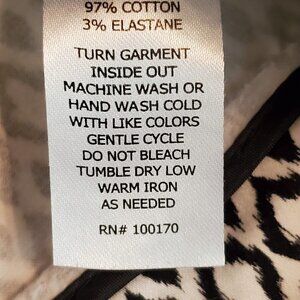 97% COTTON
3% ELASTANE
TURN GARMENT
INSIDE OUT
MACHINE WASH OR
HAND WASH COLD
WITH LIKE COLORS
GENTLE CYCLE
DO NOT BLEACH
TUMBLE DRY LOW
WARM IRON
AS NEEDED
RN# 100170